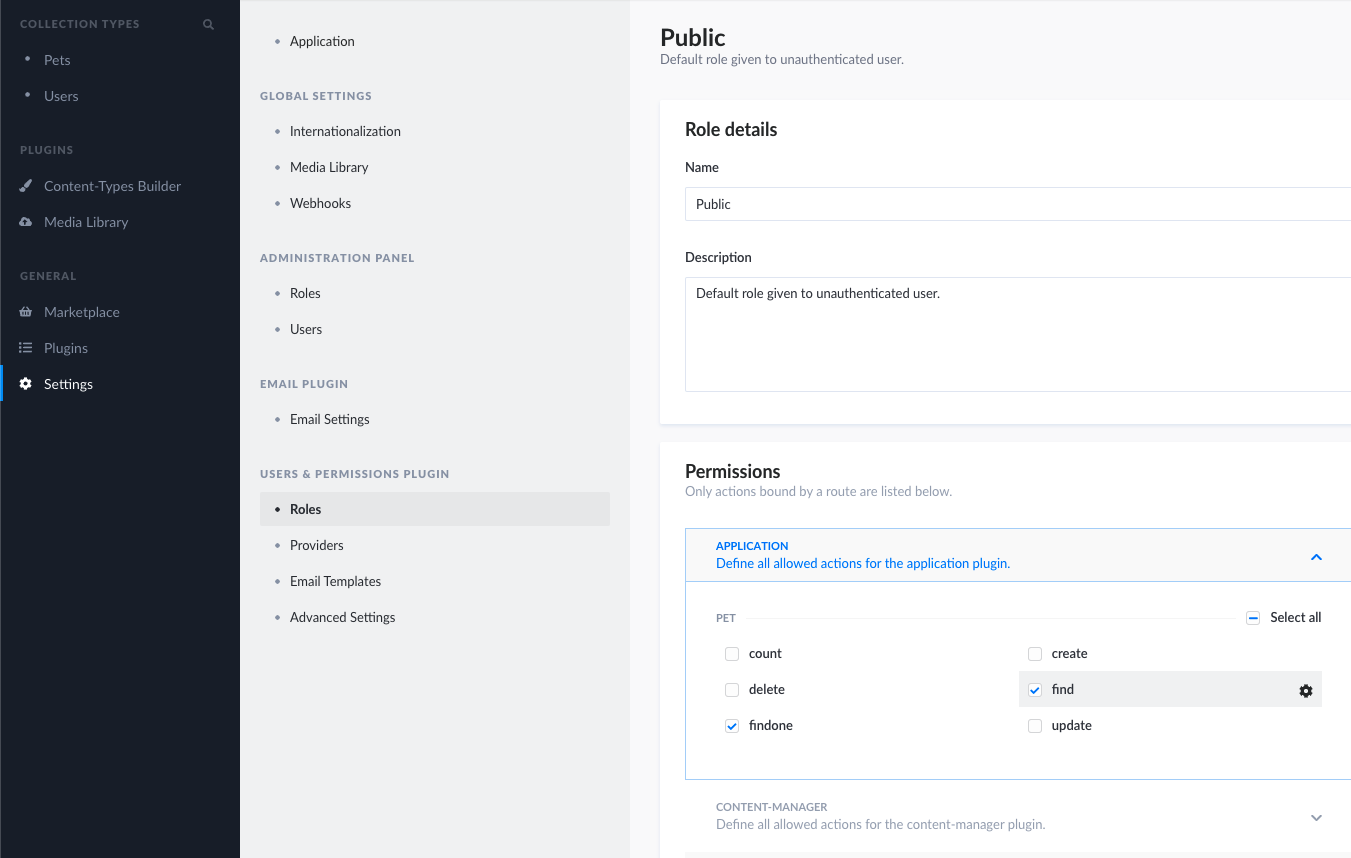 COLLECTION TYPES
Pets
Users
PLUGINS
Content-Types Builder
Media Library
GENERAL
Marketplace
Plugins
Settings
Application
GLOBAL SETTINGS
Internationalization
Media Library
Webhooks
ADMINISTRATION PANEL
Roles
Users
EMAIL PLUGIN
Email Settings
USERS & PERMISSIONS PLUGIN
Roles
Providers
Email Templates
Advanced Settings
Public
Default role given to unauthenticated user.
Role details
Name
Public
Description
Default role given to unauthenticated user.
Permissions
Only actions bound by a route are listed below.
APPLICATION
Define all allowed actions for the application plugin.
PET Select all
count create
delete find
findone update
CONTENT-MANAGER
Define all allowed actions for the content-manager plugin.